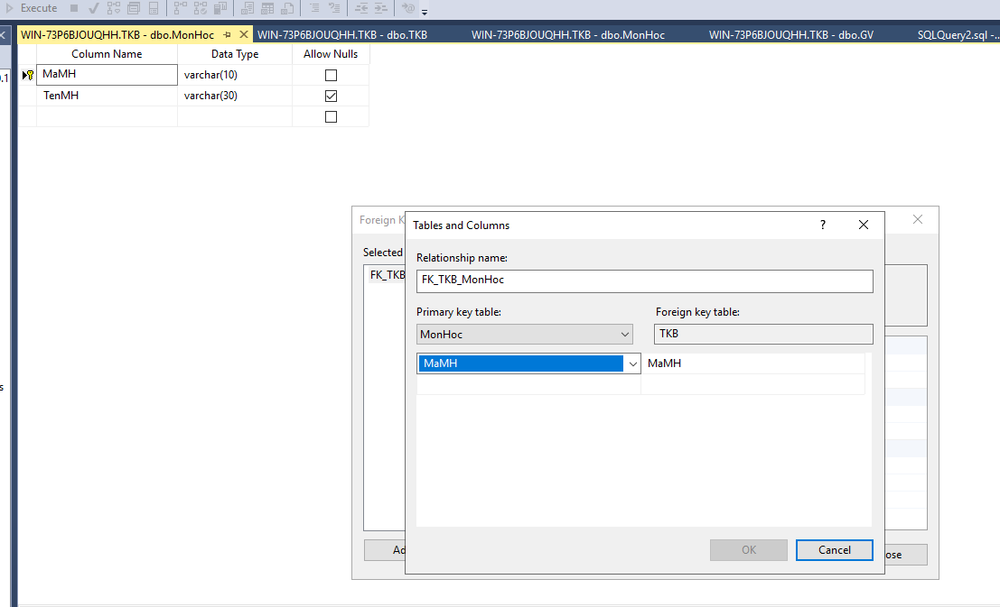 Execute
WIN-73P6BJOUQHH.TKB - dbo.MonHoc
WIN-73P6BJOUQHH.TKB - dbo.TKB
WIN-73P6BJOUQHH.TKB - dbo.MonHoc
WIN-73P6BJOUQHH.TKB - dbo.GV
SQLQuery2.sql -...
Column Name Data Type Allow Nulls
0.1
MaMH varchar(10)
TenMH varchar(30)
s
Foreign K
Tables and Columns ?
Selected
Relationship name:
FK_TKB
FK_TKB_MonHoc
Primary key table: Foreign key table:
MonHoc TKB
MaMH MaMH
Ad
OK Cancel
ose